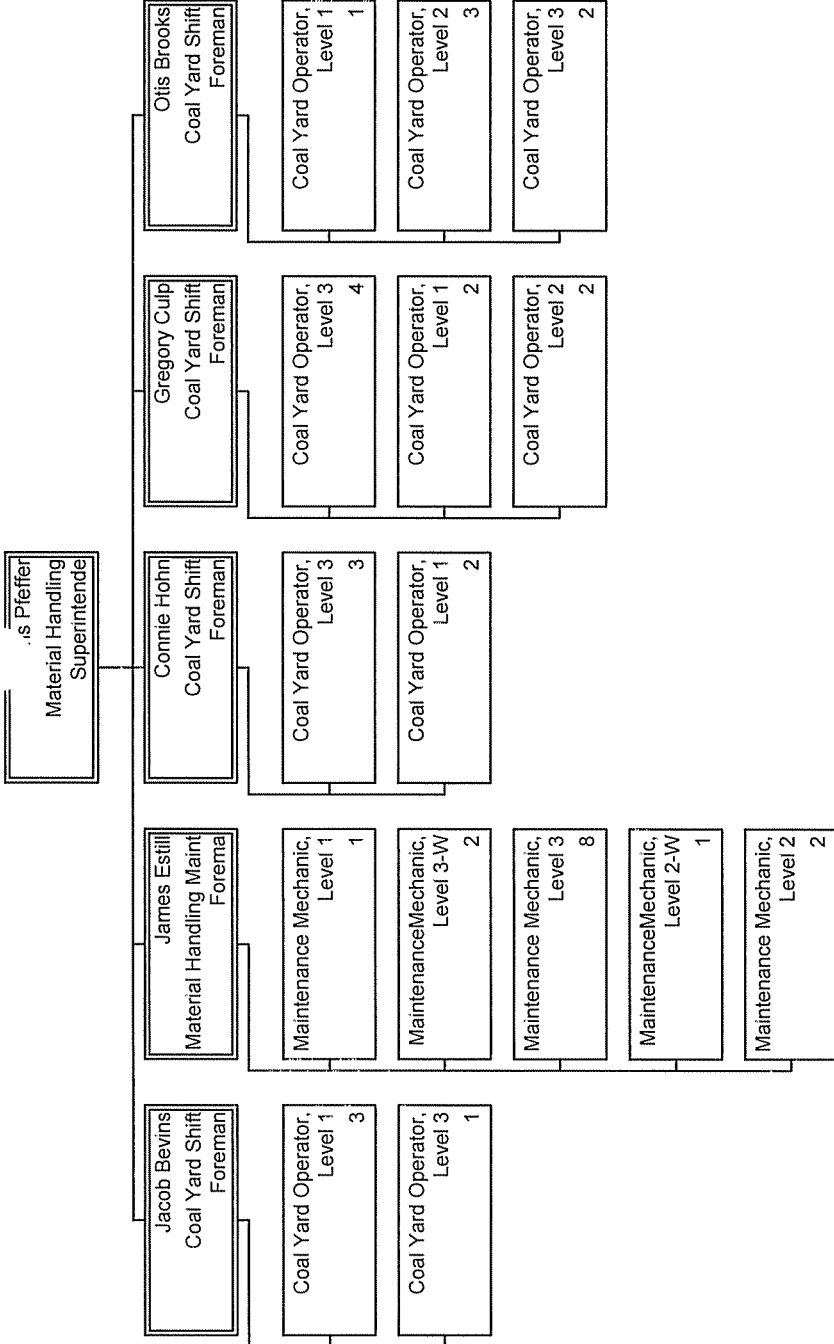 .is Pfeffer
Material Handling
Superintende
Jacob Bevins
Coal Yard Shift
Foreman
Coal Yard Operator,
Level 1
3
Coal Yard Operator,
Level 3
1
James Estill
Material Handling Maint
Forema
Maintenance Mechanic,
Level 1
1
MaintenanceMechanic,
Level 3-W
2
Maintenance Mechanic,
Level 3
8
MaintenanceMechanic,
Level 2-W
1
Maintenance Mechanic,
Level 2
2
Connie Hohn
Coal Yard Shift
Foreman
Coal Yard Operator,
Level 3
3
Coal Yard Operator,
Level 1
2
Gregory Culp
Coal Yard Shift
Foreman
Coal Yard Operator,
Level 3
4
Coal Yard Operator,
Level 1
2
Coal Yard Operator,
Level 2
2
Otis Brooks
Coal Yard Shift
Foreman
Coal Yard Operator,
Level 1
1
Coal Yard Operator,
Level 2
3
Coal Yard Operator,
Level 3
2